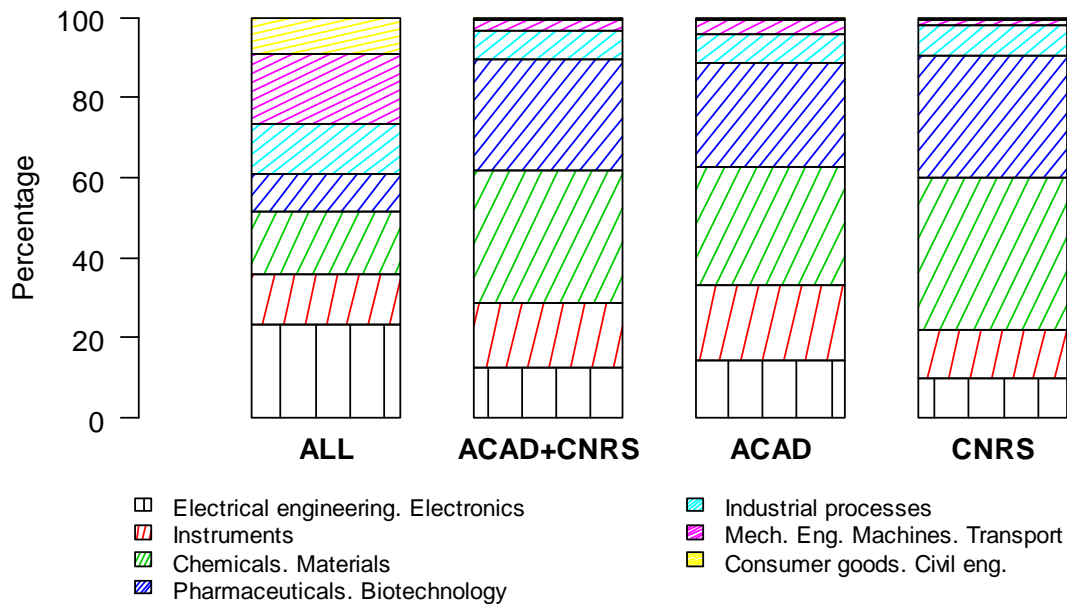 Percentage
100
80
60
40
20
0
ALL
ACAD+CNRS
ACAD
CNRS
Electrical engineering. Electronics
Instruments
Chemicals. Materials
Pharmaceuticals. Biotechnology
Industrial processes
Mech. Eng. Machines. Transport
Consumer goods. Civil eng.